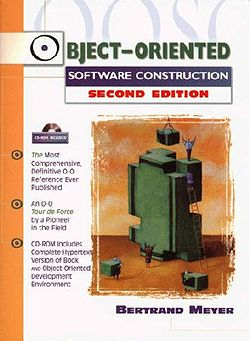 OOSC
OBJECT-ORIENTED
SOFTWARE CONSTRUCTION
SECOND EDITION
CD-ROM INCLUDED
The Most
Comprehensive,
Definitive O-O
Reference Ever
Published
An O-O
Tour de Force
by a Pioneer
in the Field
CD-ROM Includes
Complete Hypertext
Version of Book
AND Object-Oriented
Development
Environment
BERTRAND MEYER